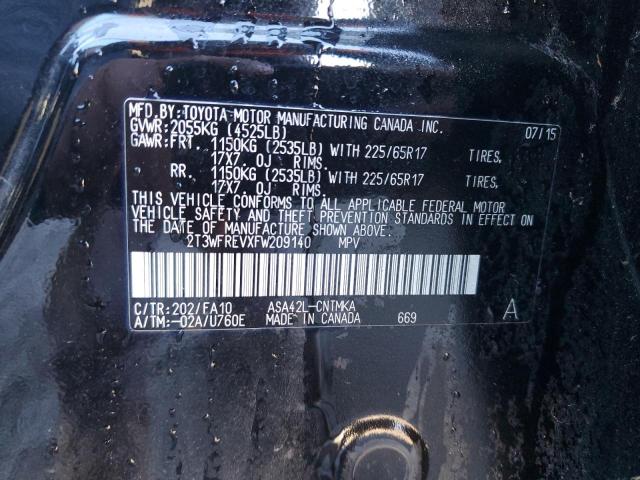 MFD.BY:TOYOTA MOTOR MANUFACTURING CANADA INC. 07/15
GVWR:2055KG (4525LB)
GAWR:FRT. 1150KG (2535LB) WITH 225/65R17 TIRES,
17X7 0J RIMS,
RR. 1150KG (2535LB) WITH 225/65R17 TIRES,
17X7 0J RIMS,
THIS VEHICLE CONFORMS TO ALL APPLICABLE FEDERAL MOTOR
VEHICLE SAFETY AND THEFT PREVENTION STANDARDS IN EFFECT ON
THE DATE OF MANUFACTURE SHOWN ABOVE.
2T3WFREVXFW209140 MPV
C/TR:202/FA10 ASA42L-CNTMKA A
A/TM:-02A/U760E MADE IN CANADA 669